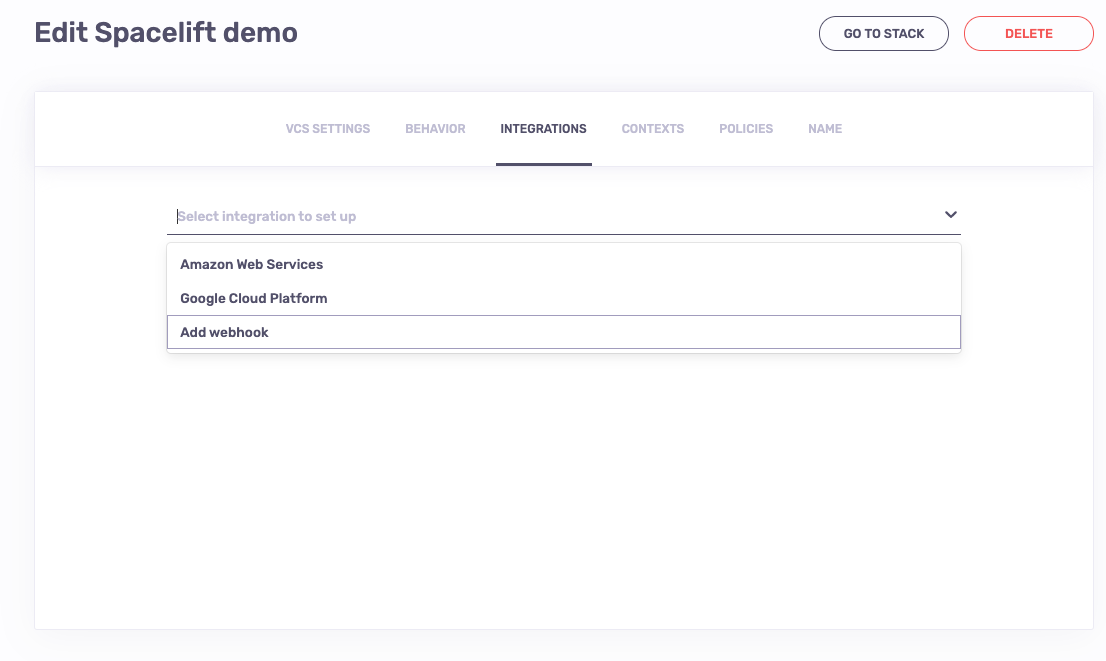 Edit Spacelift demo
GO TO STACK
DELETE
VCS SETTINGS
BEHAVIOR
INTEGRATIONS
CONTEXTS
POLICIES
NAME
Select integration to set up
Amazon Web Services
Google Cloud Platform
Add webhook